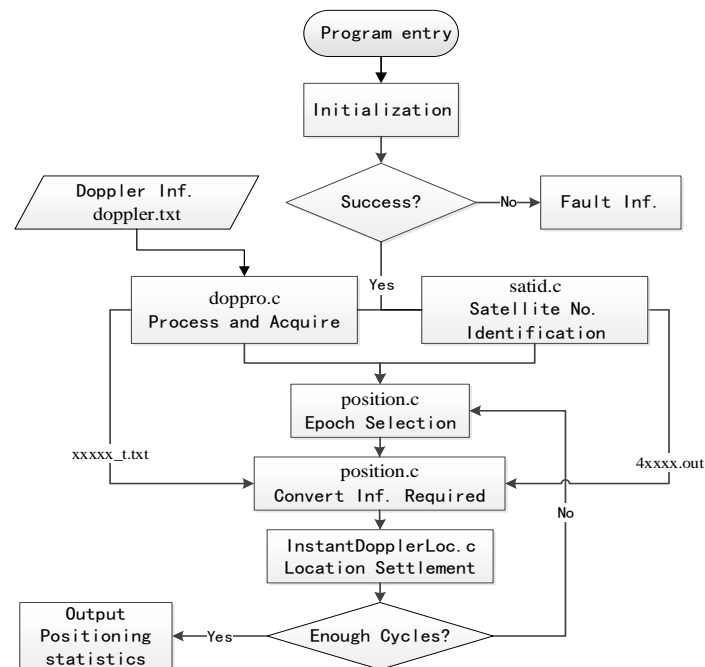 Program entry
Initialization
Doppler Inf.
doppler.txt
Success?
No
Fault Inf.
Yes
doppro.c
Process and Acquire
satid.c
Satellite No.
Identification
position.c
Epoch Selection
xxxxx_t.txt
4xxxx.out
position.c
Convert Inf. Required
No
InstantDopplerLoc.c
Location Settlement
Output
Positioning
statistics
Yes
Enough Cycles?